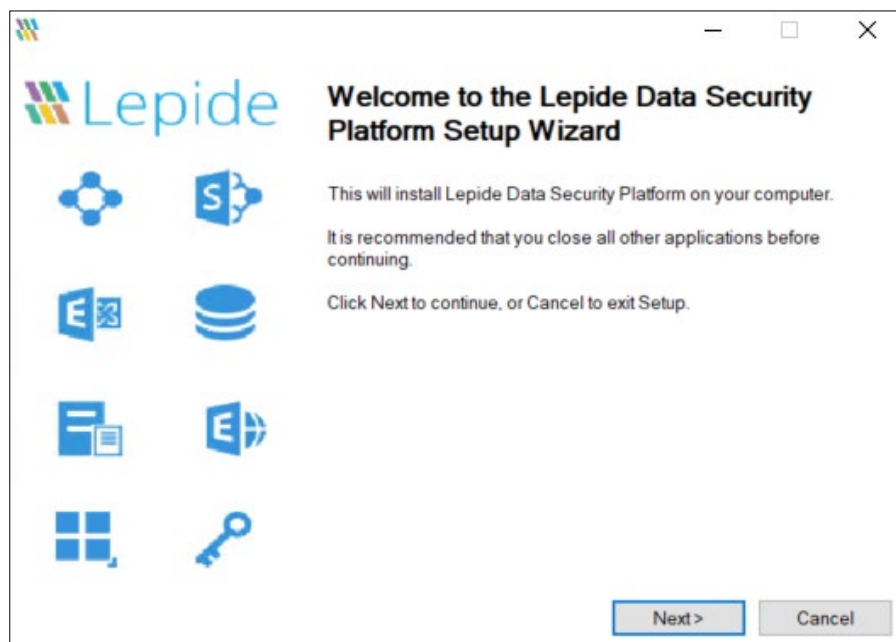 Lepide
Welcome to the Lepide Data Security
Platform Setup Wizard
This will install Lepide Data Security Platform on your computer.
It is recommended that you close all other applications before
continuing.
Click Next to continue, or Cancel to exit Setup.
S
E
E
Next >
Cancel